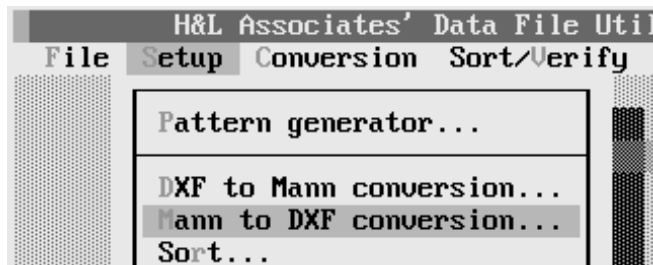 H&L Associates' Data File Util
File Setup Conversion Sort/Verify
Pattern generator...
DXF to Mann conversion...
Mann to DXF conversion...
Sort...